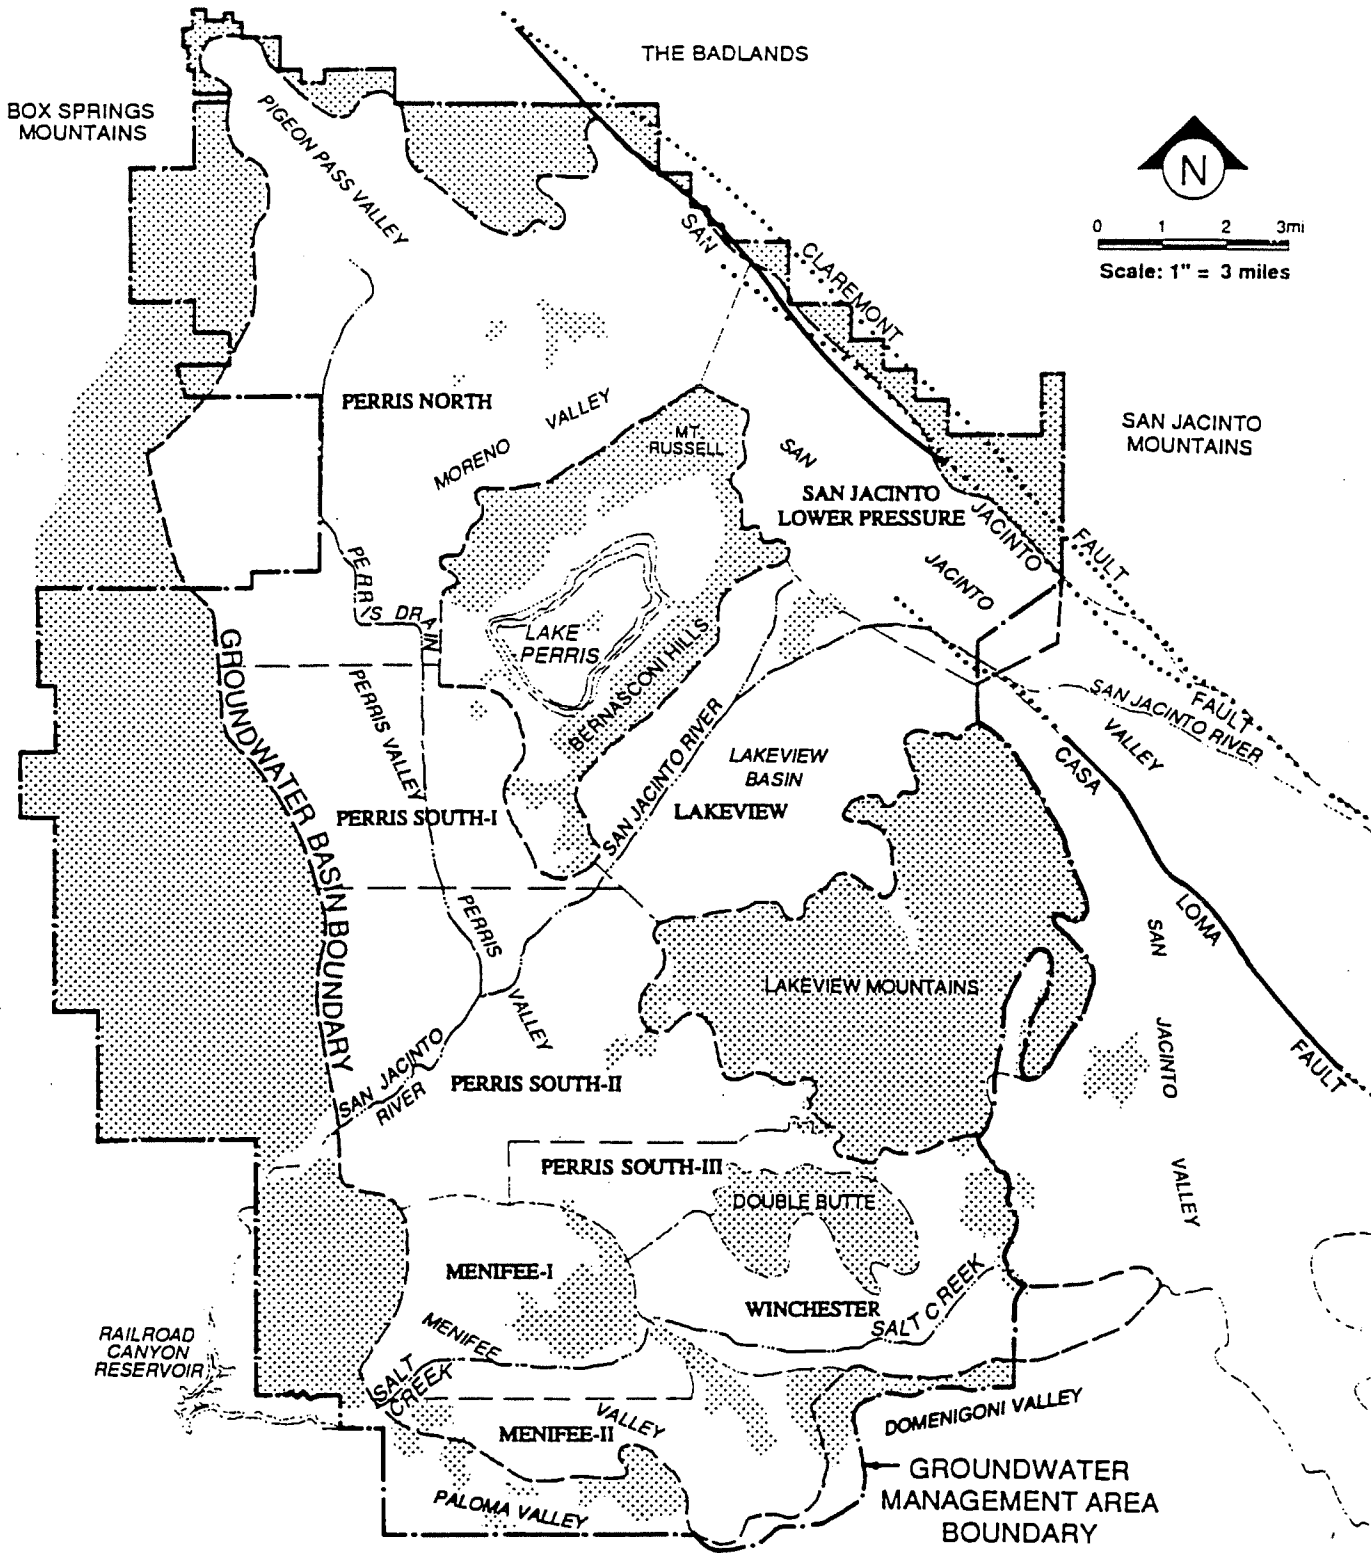 THE BADLANDS
BOX SPRINGS
MOUNTAINS
PIGEON PASS VALLEY
N
0 1 2 3mi
Scale: 1" = 3 miles
SAN
CLAREMONT
PERRIS NORTH
MORENO VALLEY
MT.
RUSSELL
SAN
SAN JACINTO
MOUNTAINS
SAN JACINTO
LOWER PRESSURE
JACINTO
FAULT
JACINTO
PERRIS DRAIN
LAKE
PERRIS
BERNASCONI HILLS
GROUNDWATER BASIN BOUNDARY
PERRIS VALLEY
SAN JACINTO RIVER
SAN JACINTO RIVER
FAULT
VALLEY
LAKEVIEW
BASIN
CASA
LOMA
FAULT
PERRIS SOUTH-I
LAKEVIEW
PERRIS
VALLEY
SAN
JACINTO
VALLEY
LAKEVIEW MOUNTAINS
SAN JACINTO
RIVER
PERRIS SOUTH-II
PERRIS SOUTH-III
DOUBLE BUTTE
MENIFEE-I
WINCHESTER
SALT CREEK
MENIFEE
VALLEY
RAILROAD
CANYON
RESERVOIR
SALT
CREEK
MENIFEE-II
DOMENIGONI VALLEY
PALOMA VALLEY
GROUNDWATER
MANAGEMENT AREA
BOUNDARY